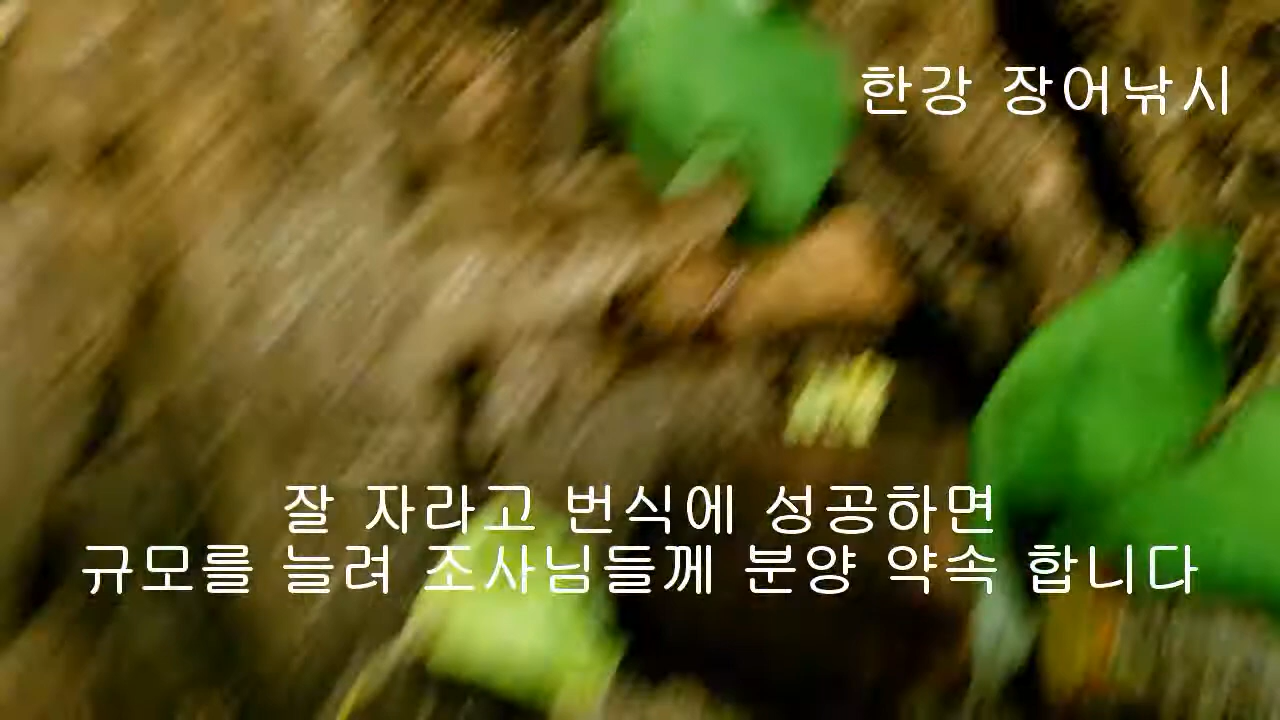 한강 장어낚시
잘 자라고 번식에 성공하면
규모를 늘려 조사님들께 분양 약속 합니다